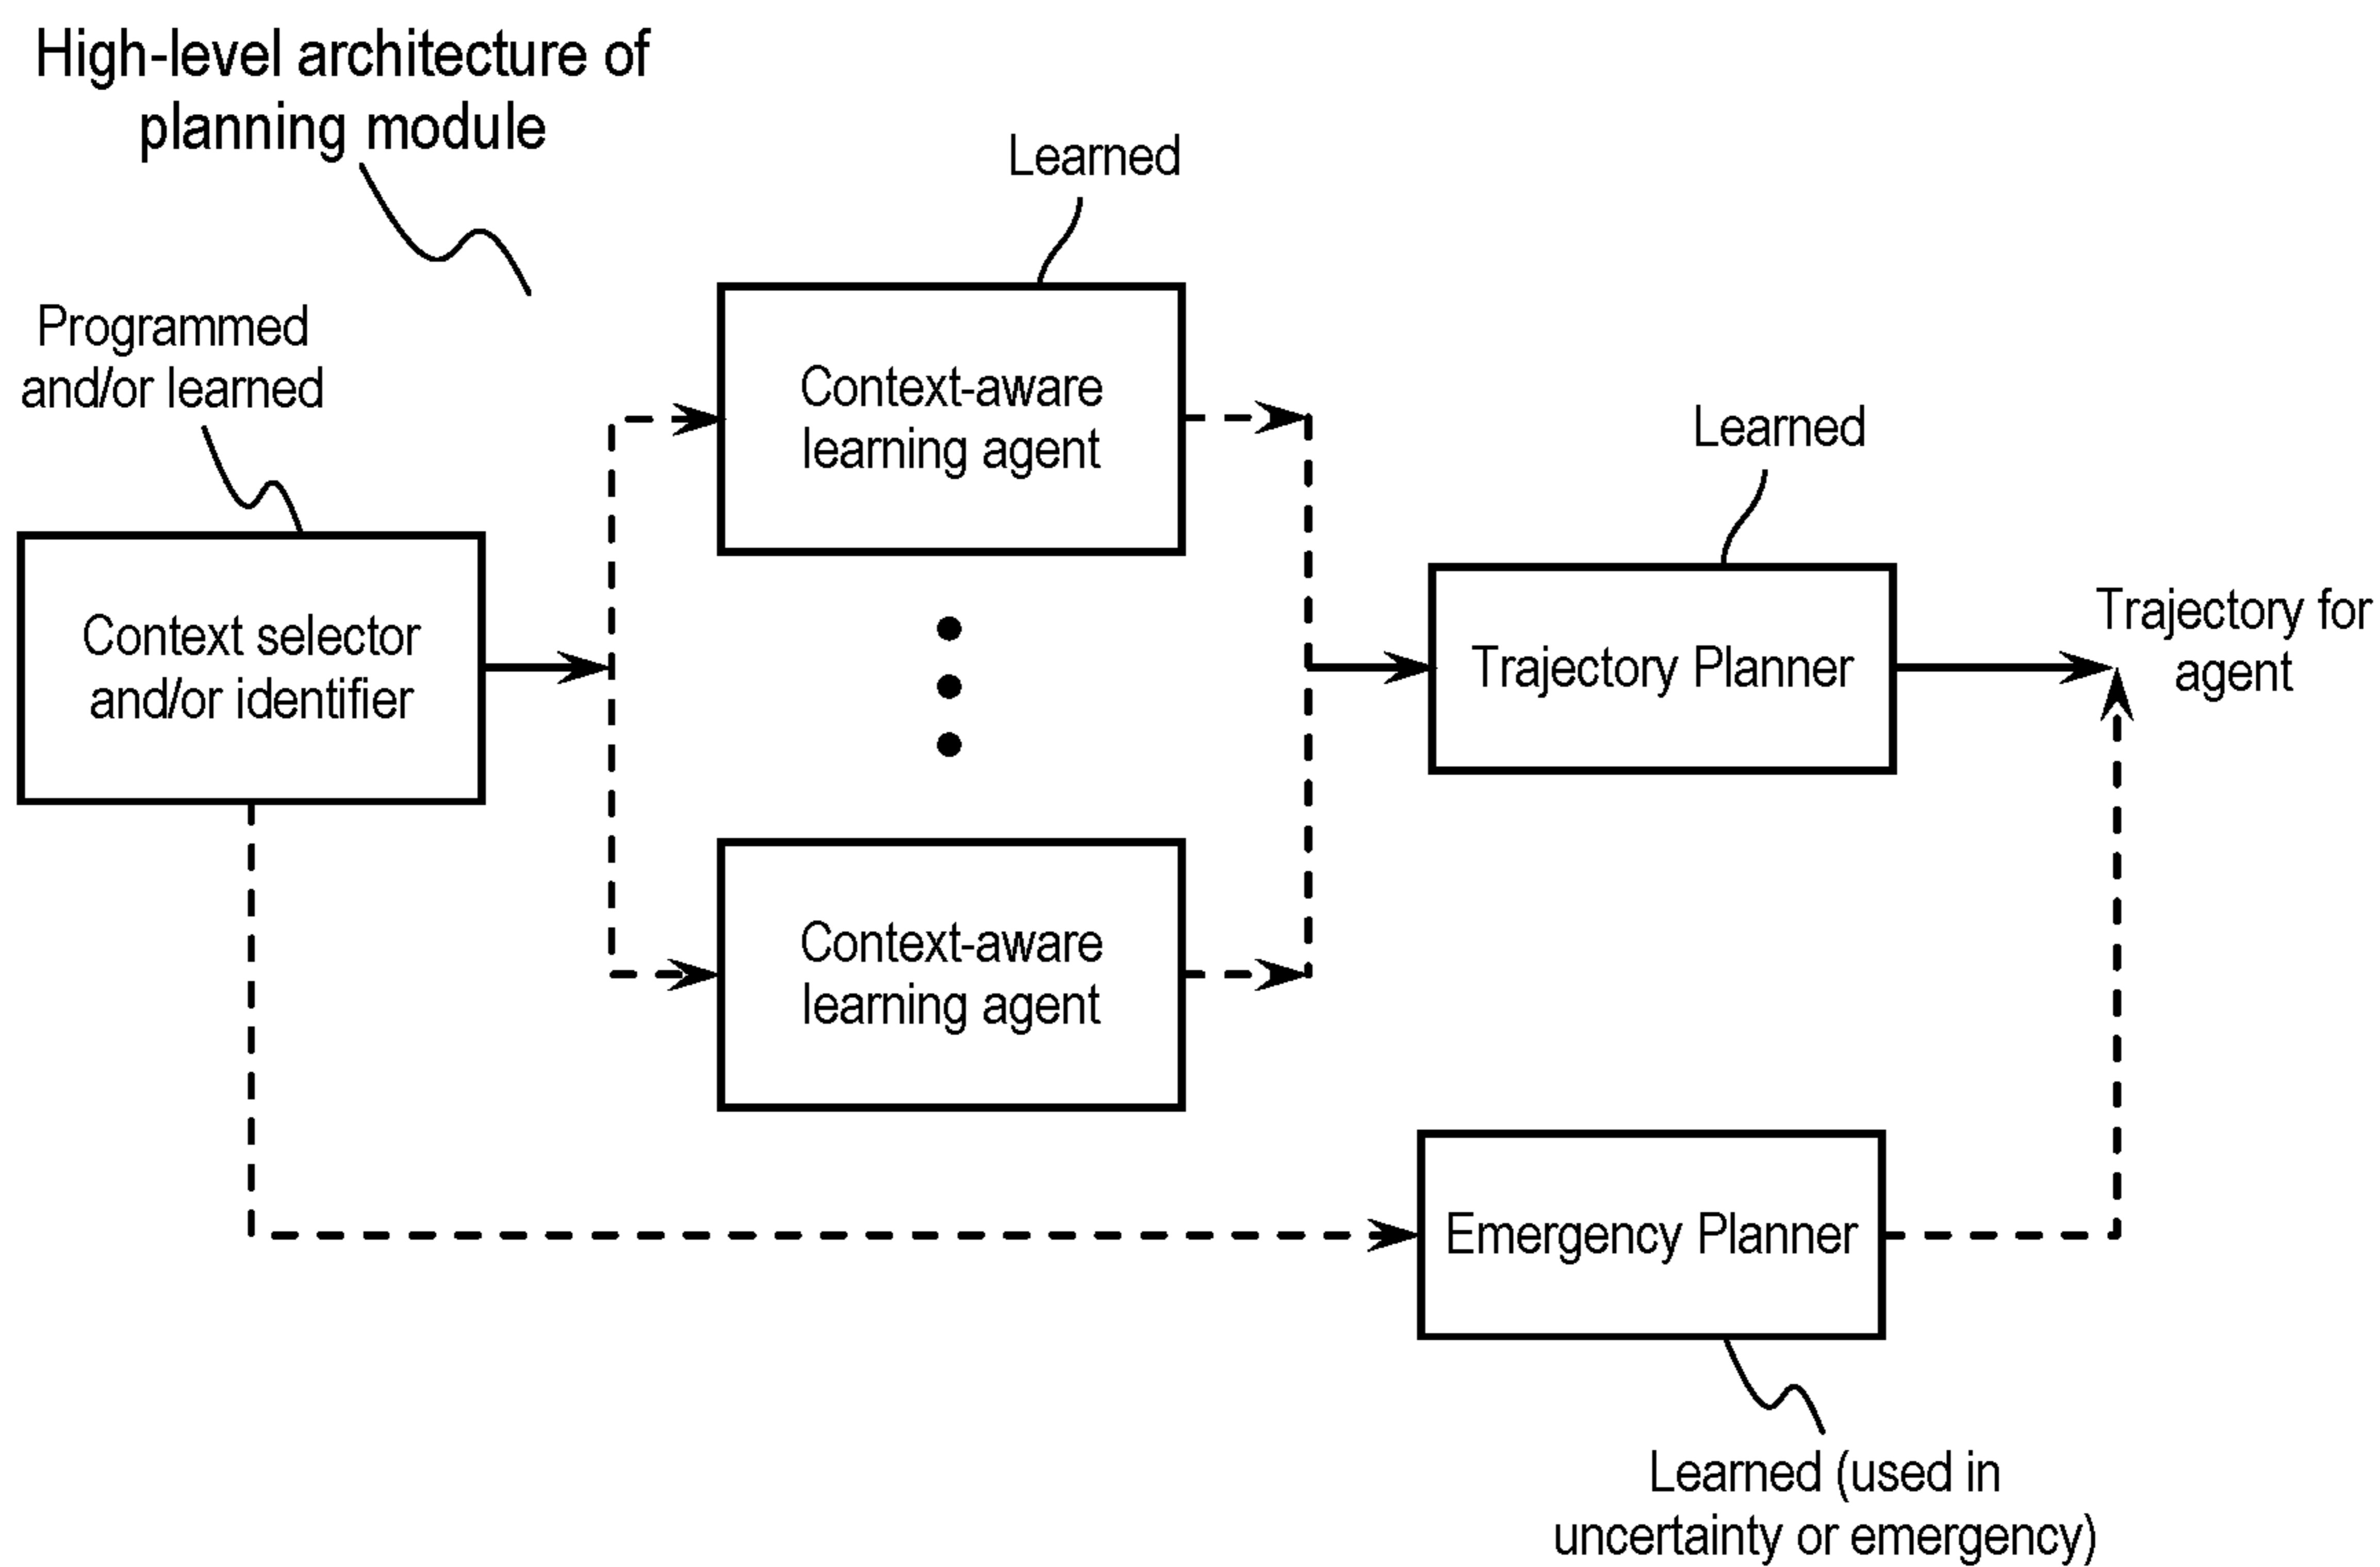 High-level architecture of
planning module
Learned
Programmed
and/or learned
Context-aware
learning agent
Learned
Context selector
and/or identifier
Trajectory Planner
Trajectory for
agent
Context-aware
learning agent
Emergency Planner
Learned (used in
uncertainty or emergency)